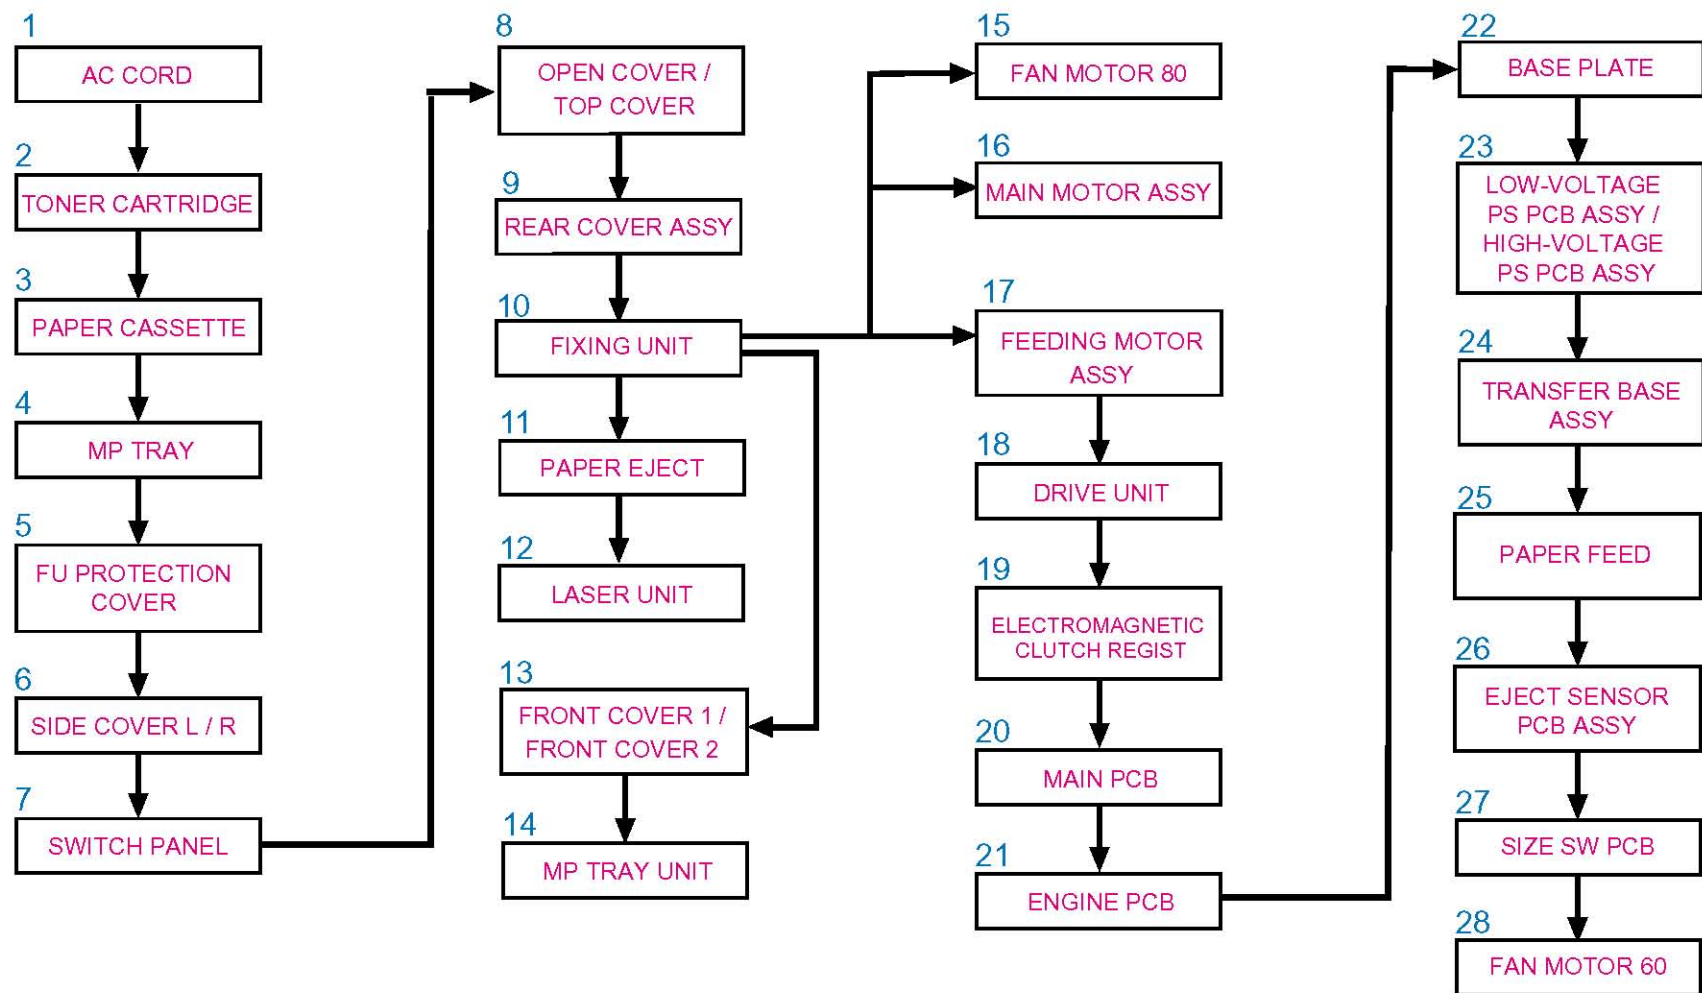 1
AC CORD
2
TONER CARTRIDGE
3
PAPER CASSETTE
4
MP TRAY
5
FU PROTECTION
COVER
6
SIDE COVER L / R
7
SWITCH PANEL
8
OPEN COVER /
TOP COVER
9
REAR COVER ASSY
10
FIXING UNIT
11
PAPER EJECT
12
LASER UNIT
13
FRONT COVER 1 /
FRONT COVER 2
14
MP TRAY UNIT
15
FAN MOTOR 80
16
MAIN MOTOR ASSY
17
FEEDING MOTOR
ASSY
18
DRIVE UNIT
19
ELECTROMAGNETIC
CLUTCH REGIST
20
MAIN PCB
21
ENGINE PCB
22
BASE PLATE
23
LOW-VOLTAGE
PS PCB ASSY /
HIGH-VOLTAGE
PS PCB ASSY
24
TRANSFER BASE
ASSY
25
PAPER FEED
26
EJECT SENSOR
PCB ASSY
27
SIZE SW PCB
28
FAN MOTOR 60